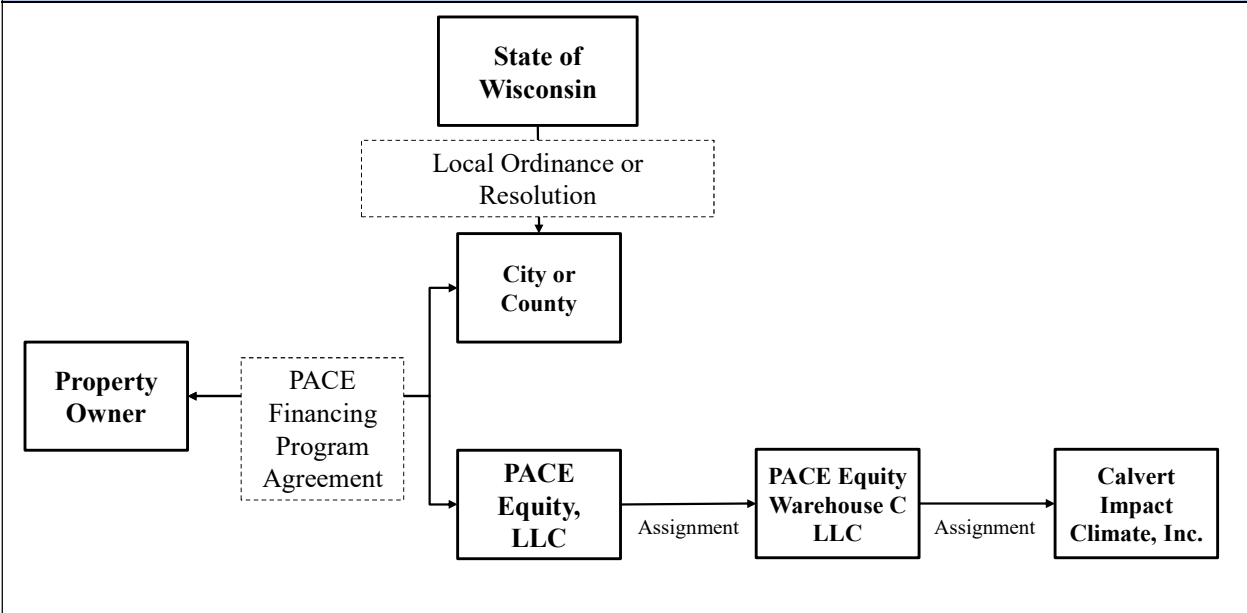 State of
Wisconsin
Local Ordinance or
Resolution
City or
County
Property
Owner
PACE
Financing
Program
Agreement
PACE
Equity,
LLC
Assignment
PACE Equity
Warehouse C
LLC
Assignment
Calvert
Impact
Climate, Inc.